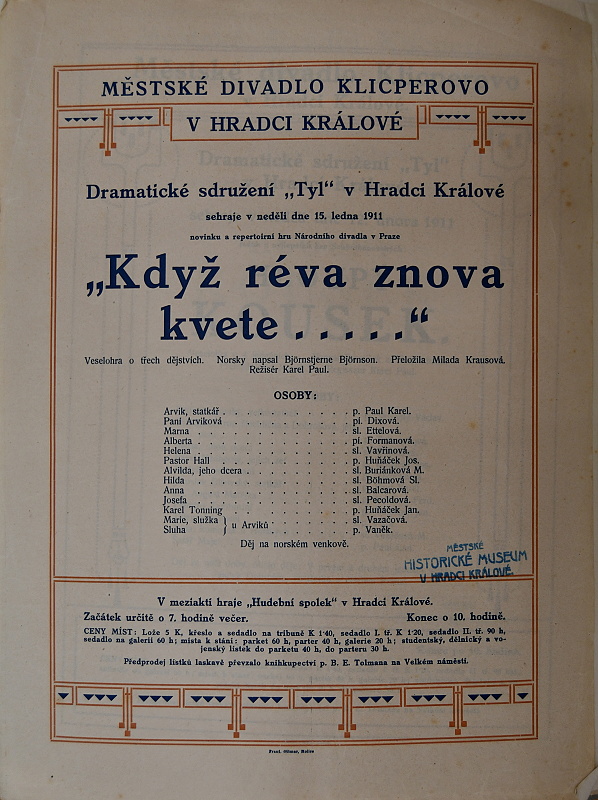 MĚSTSKÉ DIVADLO KLICPEROVO
V HRADCI KRÁLOVÉ
Dramatické sdružení „Tyl“ v Hradci Králové
sehraje v neděli dne 15. ledna 1911
novinku a repertoirní hru Národního divadla v Praze
„Když réva znova
kvete . . . . .“
Veselohra o třech dějstvích. Norsky napsal Björnstjerne Björnson. Přeložila Milada Krausová.
Režisér Karel Paul.
OSOBY:
Arvik, statkář . . . . . . . . . . . p. Paul Karel.
Paní Arviková . . . . . . . . . . . pí. Dixová.
Marna . . . . . . . . . . . sl. Ettelová.
Alberta . . . . . . . . . . . pí. Formanová.
Helena . . . . . . . . . . . sl. Vavřinová.
Pastor Hall . . . . . . . . . . . p. Huňáček Jos.
Alvilda, jeho dcera . . . . . . . . . sl. Buriánková M.
Hilda . . . . . . . . . . . sl. Böhmová Sl.
Anna . . . . . . . . . . . sl. Balcarová.
Josefa . . . . . . . . . . . sl. Pecoldová.
Karel Tonning . . . . . . . . . . . p. Huňáček Jan.
Marie, služka } u Arviků . . . . . . . sl. Vazačová.
Sluha . . . . . . . p. Vaněk.
Děj na norském venkově.
MĚSTSKÉ
HISTORICKÉ MUSEUM
V HRADCI KRÁLOVÉ.
V meziaktí hraje „Hudební spolek“ v Hradci Králové.
Začátek určitě o 7. hodině večer. Konec o 10. hodině.
CENY MÍST: Lože 5 K, křeslo a sedadlo na tribuně K 1·40, sedadlo I. tř. K 1·20, sedadlo II. tř. 90 h,
sedadlo na galerii 60 h; místa k stání: parket 60 h, parter 40 h, galerie 20 h; studentský, dělnický a vo-
jenský lístek do parketu 40 h, do parteru 30 h.
Předprodej lístků laskavě převzalo knihkupectví p. B. E. Tolmana na Velkém náměstí.